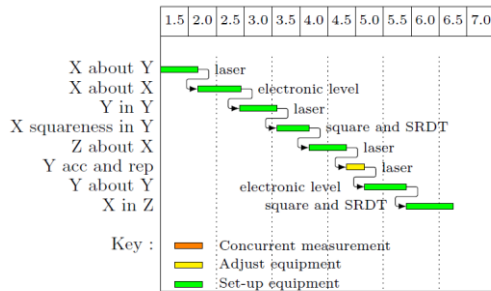 1.5 2.0 2.5 3.0 3.5 4.0 4.5 5.0 5.5 6.0 6.5 7.0
X about Y laser
X about X electronic level
Y in Y laser
X squareness in Y square and SRDT
Z about X laser
Y acc and rep laser
Y about Y electronic level
X in Z square and SRDT
Key : Concurrent measurement
Adjust equipment
Set-up equipment